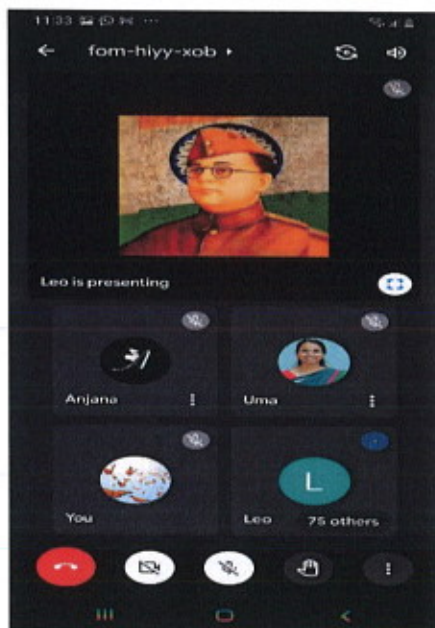 11:33
fom-hiyy-xob
Leo is presenting
Anjana
Uma
You
L
Leo
75 others